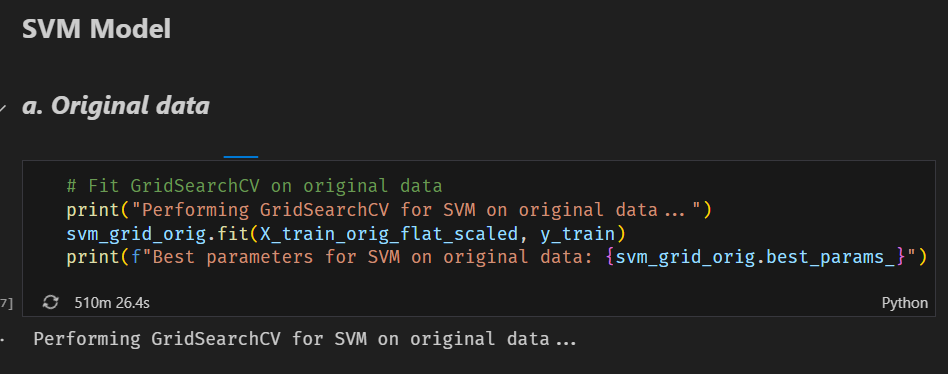 SVM Model
a. Original data
# Fit GridSearchCV on original data
print("Performing GridSearchCV for SVM on original data...")
svm_grid_orig.fit(X_train_orig_flat_scaled, y_train)
print(f"Best parameters for SVM on original data: {svm_grid_orig.best_params_}")
7] 510m 26.4s Python
Performing GridSearchCV for SVM on original data...